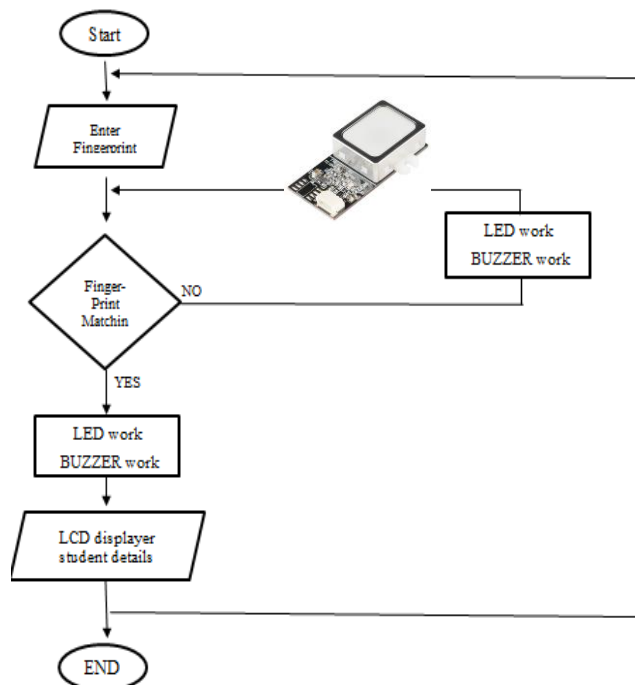 Start
Enter
Fingerprint
LED work
BUZZER work
Finger-
Print
Matchin
NO
YES
LED work
BUZZER work
LCD displayer
student details
END